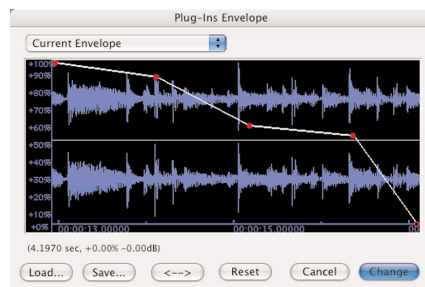 Plug-Ins Envelope
Current Envelope
+100%
+90%
+80%
+70%
+60%
+50%
+40%
+30%
+20%
+10%
+0%
00:00:13.00000 00:00:15.00000 00
(4.1970 sec, +0.00% -0.00dB)
Load... Save... <--> Reset Cancel Change